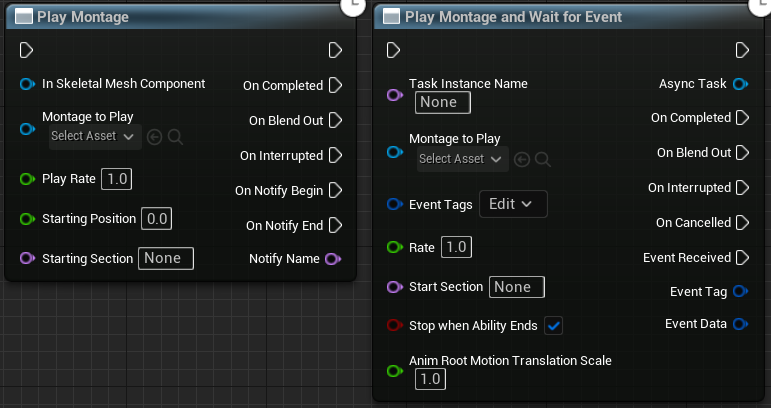 Play Montage
In Skeletal Mesh Component
On Completed
Montage to Play
Select Asset
On Blend Out
On Interrupted
Play Rate 1.0
On Notify Begin
Starting Position 0.0
On Notify End
Starting Section None
Notify Name
Play Montage and Wait for Event
Task Instance Name
None
Async Task
On Completed
Montage to Play
Select Asset
On Blend Out
On Interrupted
Event Tags Edit
On Cancelled
Rate 1.0
Event Received
Start Section None
Event Tag
Stop when Ability Ends
Event Data
Anim Root Motion Translation Scale
1.0